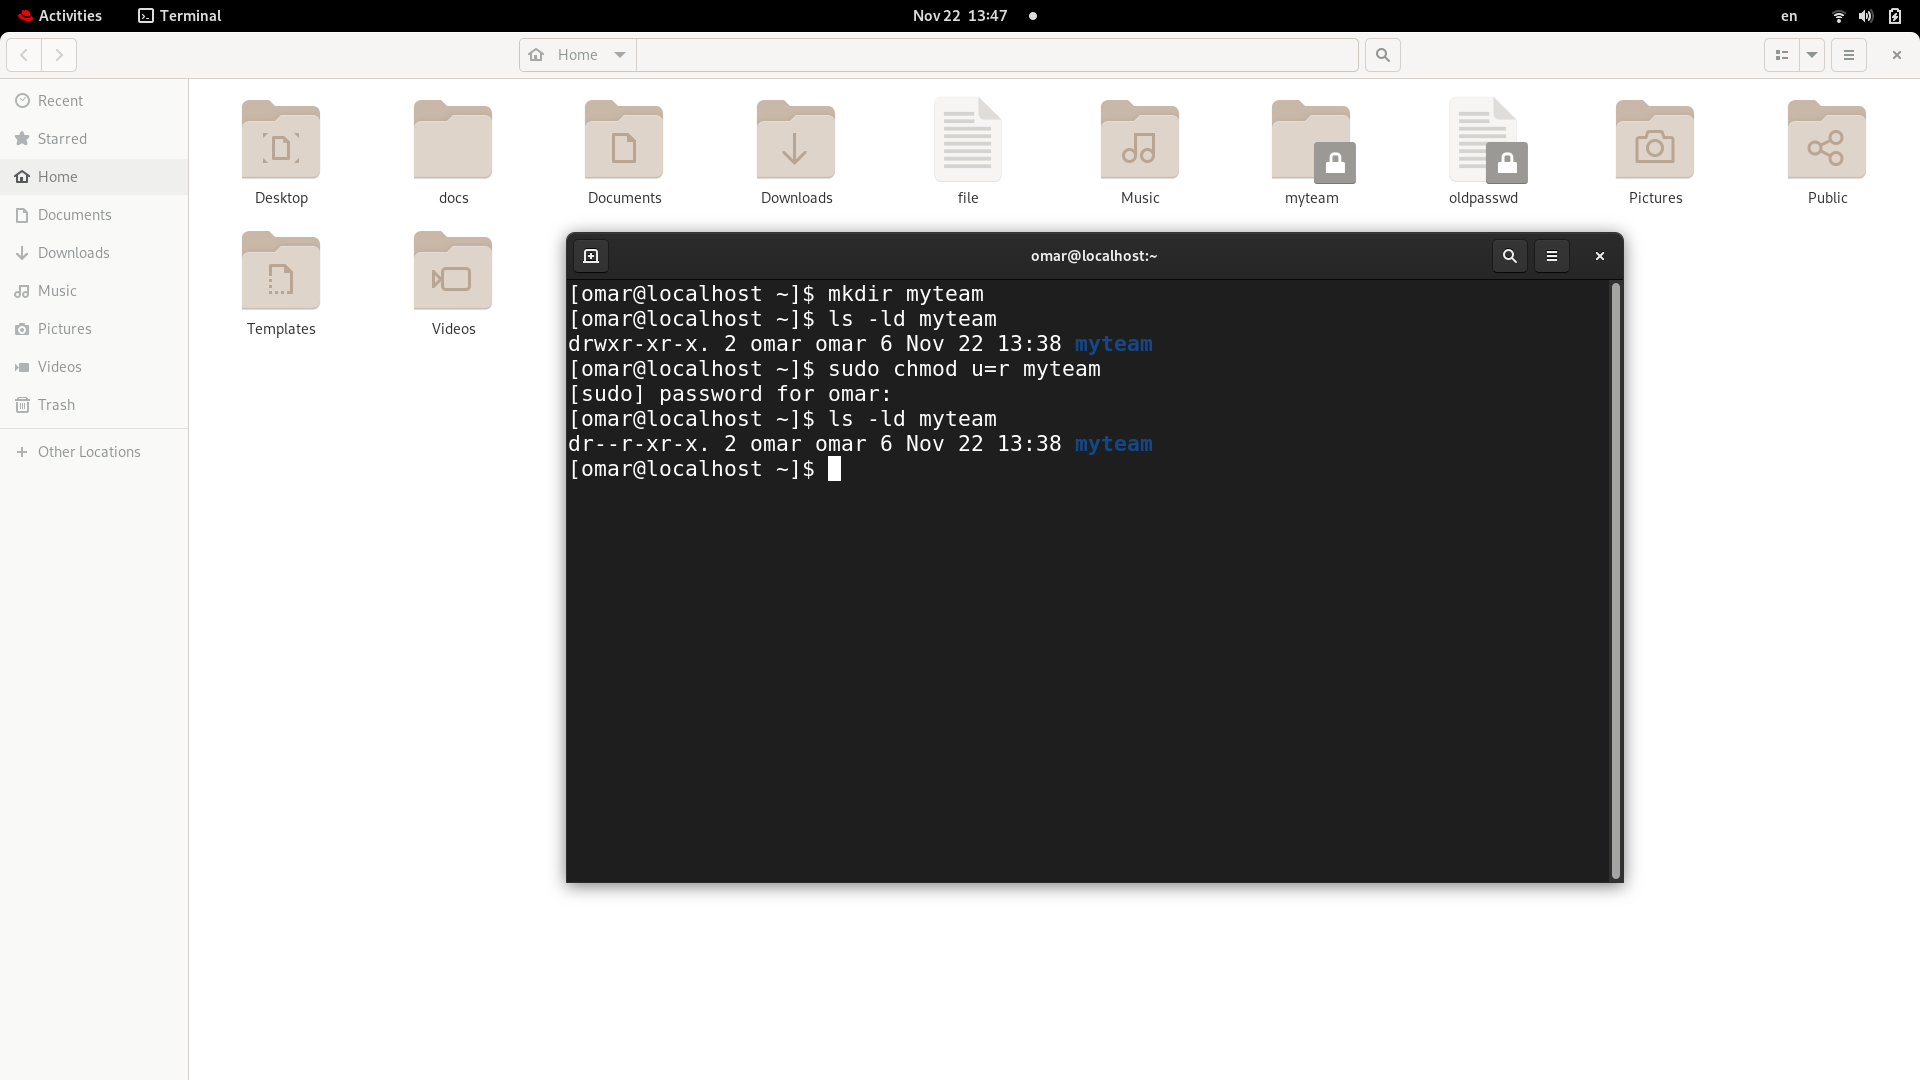 Activities
Terminal
Nov 22 13:47
en
Home
Recent
Starred
Home
Documents
Downloads
Music
Pictures
Videos
Trash
Other Locations
Desktop
docs
Documents
Downloads
file
Music
myteam
oldpasswd
Pictures
Public
Templates
Videos
omar@localhost:~
[omar@localhost ~]$ mkdir myteam
[omar@localhost ~]$ ls -ld myteam
drwxr-xr-x. 2 omar omar 6 Nov 22 13:38 myteam
[omar@localhost ~]$ sudo chmod u=r myteam
[sudo] password for omar:
[omar@localhost ~]$ ls -ld myteam
dr--r-xr-x. 2 omar omar 6 Nov 22 13:38 myteam
[omar@localhost ~]$